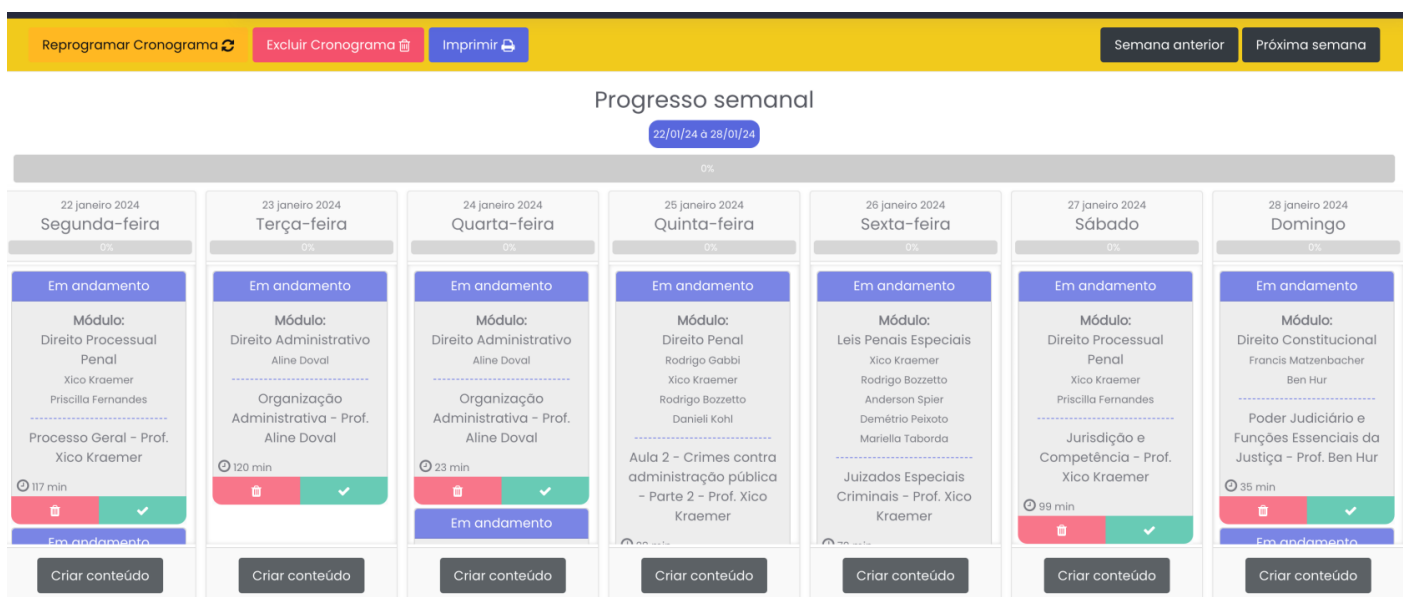 Reprogramar Cronograma
Excluir Cronograma
Imprimir
Semana anterior
Próxima semana
Progresso semanal
22/01/24 à 28/01/24
0%
22 janeiro 2024
Segunda-feira
0%
Em andamento
Módulo:
Direito Processual
Penal
Xico Kraemer
Priscilla Fernandes
Processo Geral - Prof.
Xico Kraemer
117 min
Em andamento
Criar conteúdo
23 janeiro 2024
Terça-feira
0%
Em andamento
Módulo:
Direito Administrativo
Aline Doval
Organização
Administrativa - Prof.
Aline Doval
120 min
Criar conteúdo
24 janeiro 2024
Quarta-feira
0%
Em andamento
Módulo:
Direito Administrativo
Aline Doval
Organização
Administrativa - Prof.
Aline Doval
23 min
Em andamento
Criar conteúdo
25 janeiro 2024
Quinta-feira
0%
Em andamento
Módulo:
Direito Penal
Rodrigo Gabbi
Xico Kraemer
Rodrigo Bozzetto
Danieli Kohl
Aula 2 - Crimes contra
administração pública
- Parte 2 - Prof. Xico
Kraemer
Criar conteúdo
26 janeiro 2024
Sexta-feira
0%
Em andamento
Módulo:
Leis Penais Especiais
Xico Kraemer
Rodrigo Bozzetto
Anderson Spier
Demétrio Peixoto
Mariella Taborda
Juizados Especiais
Criminais - Prof. Xico
Kraemer
Criar conteúdo
27 janeiro 2024
Sábado
0%
Em andamento
Módulo:
Direito Processual
Penal
Xico Kraemer
Priscilla Fernandes
Jurisdição e
Competência - Prof.
Xico Kraemer
99 min
Criar conteúdo
28 janeiro 2024
Domingo
0%
Em andamento
Módulo:
Direito Constitucional
Francis Matzenbacher
Ben Hur
Poder Judiciário e
Funções Essenciais da
Justiça - Prof. Ben Hur
35 min
Em andamento
Criar conteúdo